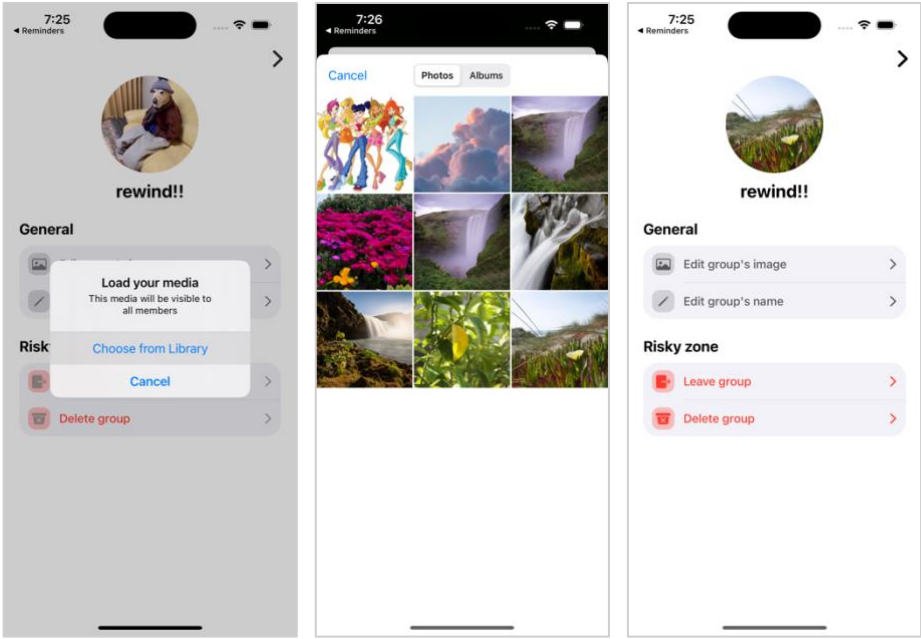 7:25
Reminders
rewind!!
General
Load your media
This media will be visible to
all members
Choose from Library
Cancel
Risk
Delete group
7:26
Reminders
Cancel
Photos
Albums
7:25
Reminders
rewind!!
General
Edit group's image
Edit group's name
Risky zone
Leave group
Delete group